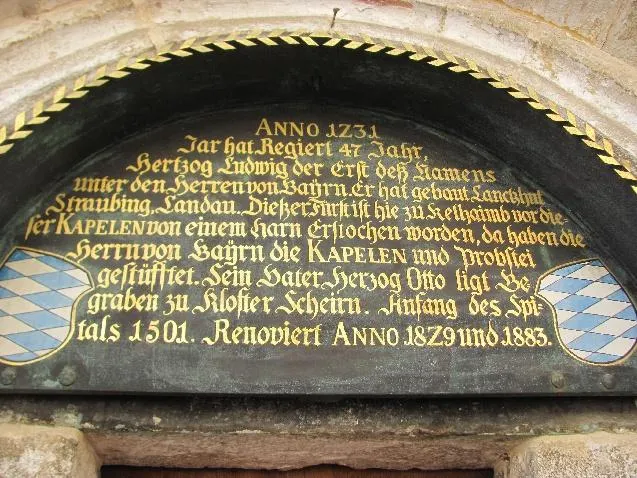 ANNO 1231
Jar hat Regiert 47 Jahr,
Hertzog Ludwig der Erst deß Namens
unter den Herren von Bayrn. Er hat gebaut Lantzhut
Straubing, Landau. Dießer Fürst ist hie zu Kelhaimb vor die-
ser KAPELEN von einem harn Erstochen worden, da haben die
Herrn von Baÿrn die KAPELEN und Probstei
gestüfftet. Sein Vater Herzog Otto ligt Be-
graben zu Kloster Scheirn. Anfang des Spi-
tals 1501. Renoviert ANNO 1829 und 1883.